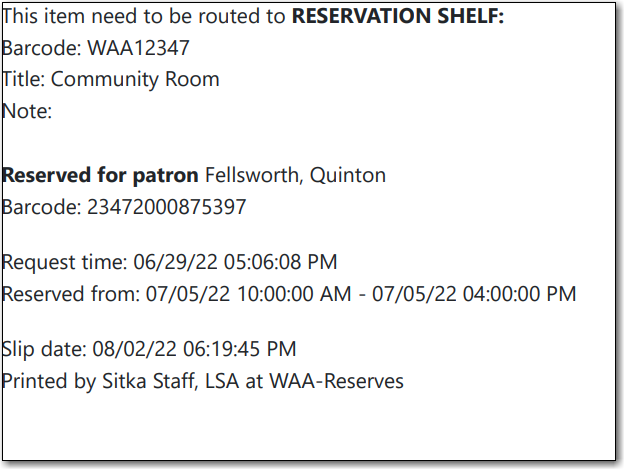 This item need to be routed to RESERVATION SHELF:
Barcode: WAA12347
Title: Community Room
Note:
Reserved for patron Fellsworth, Quinton
Barcode: 23472000875397
Request time: 06/29/22 05:06:08 PM
Reserved from: 07/05/22 10:00:00 AM - 07/05/22 04:00:00 PM
Slip date: 08/02/22 06:19:45 PM
Printed by Sitka Staff, LSA at WAA-Reserves